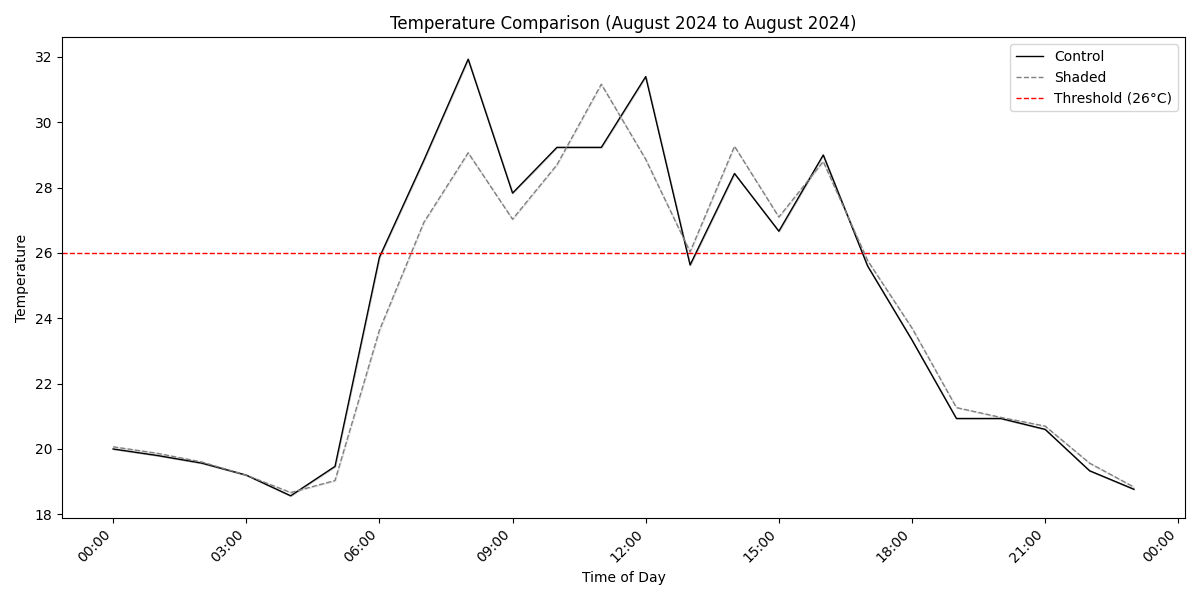 Temperature Comparison (August 2024 to August 2024)
Control
Shaded
Threshold (26°C)
Temperature
32
30
28
26
24
22
20
18
00:00
03:00
06:00
09:00
12:00
15:00
18:00
21:00
00:00
Time of Day